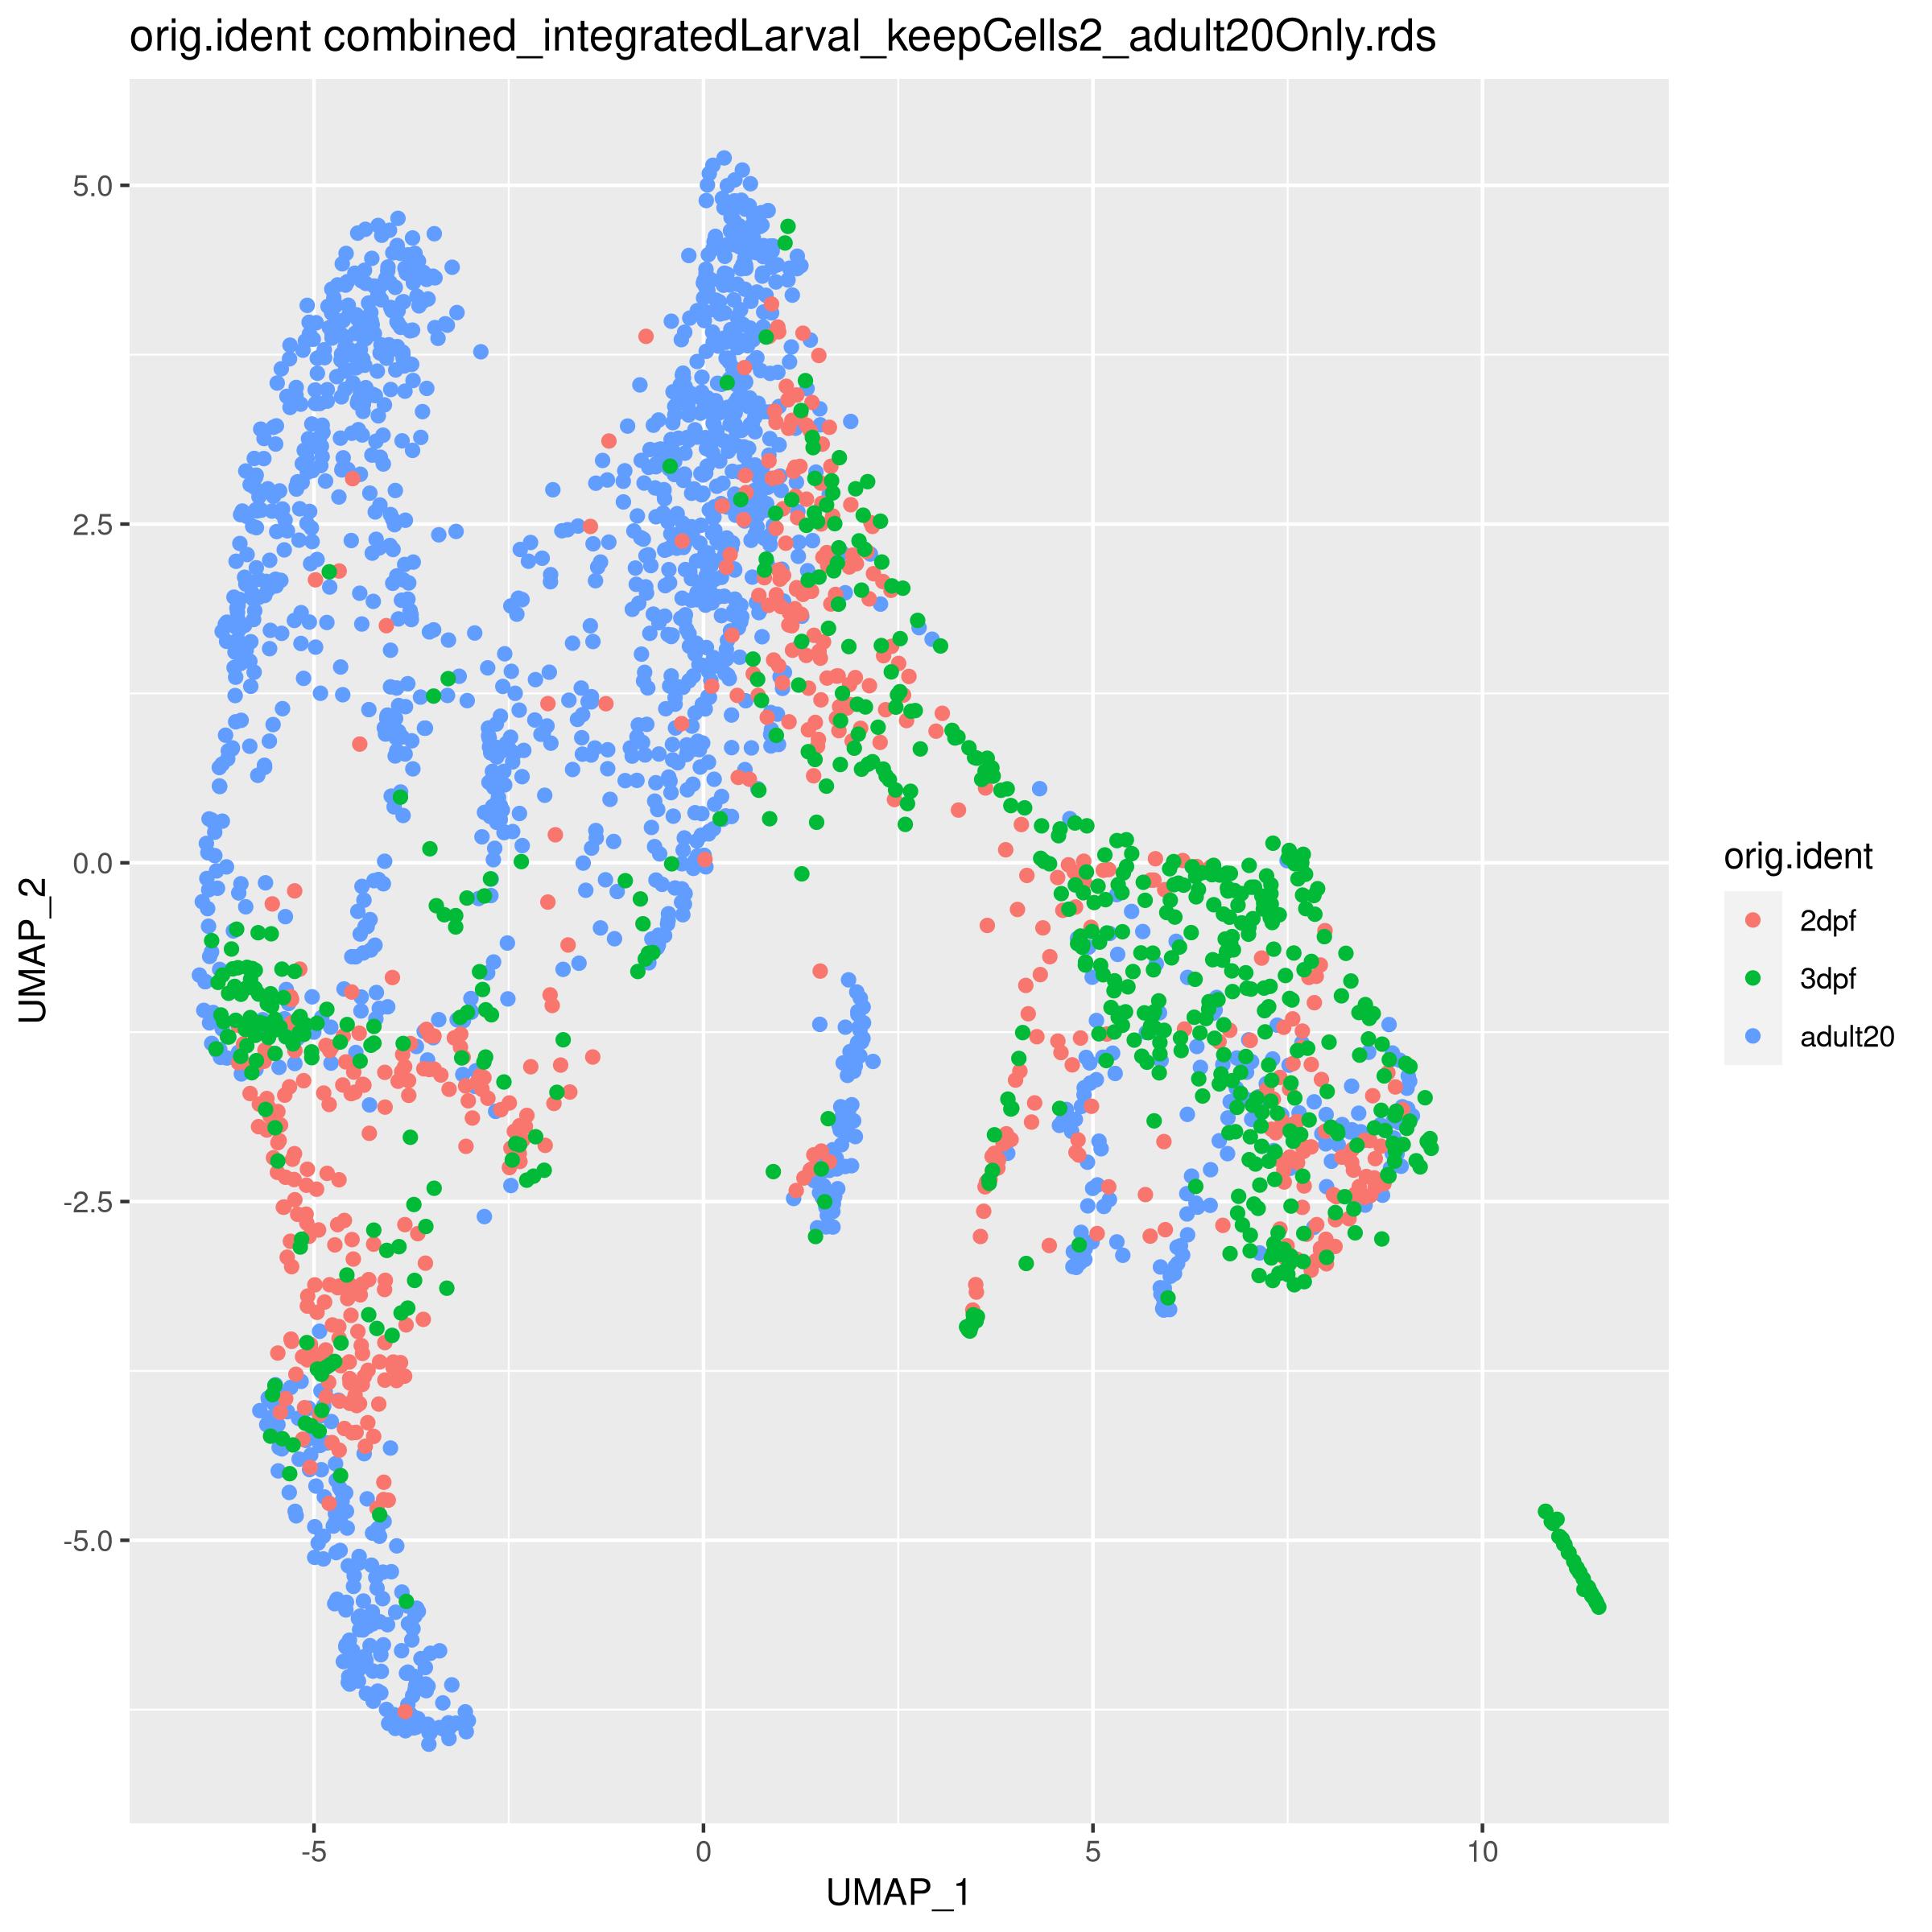 orig.ident combined_integratedLarval_keepCells2_adult20Only.rds
5.0
2.5
0.0
-2.5
-5.0
UMAP_2
-5
0
5
10
UMAP_1
orig.ident
2dpf
3dpf
adult20